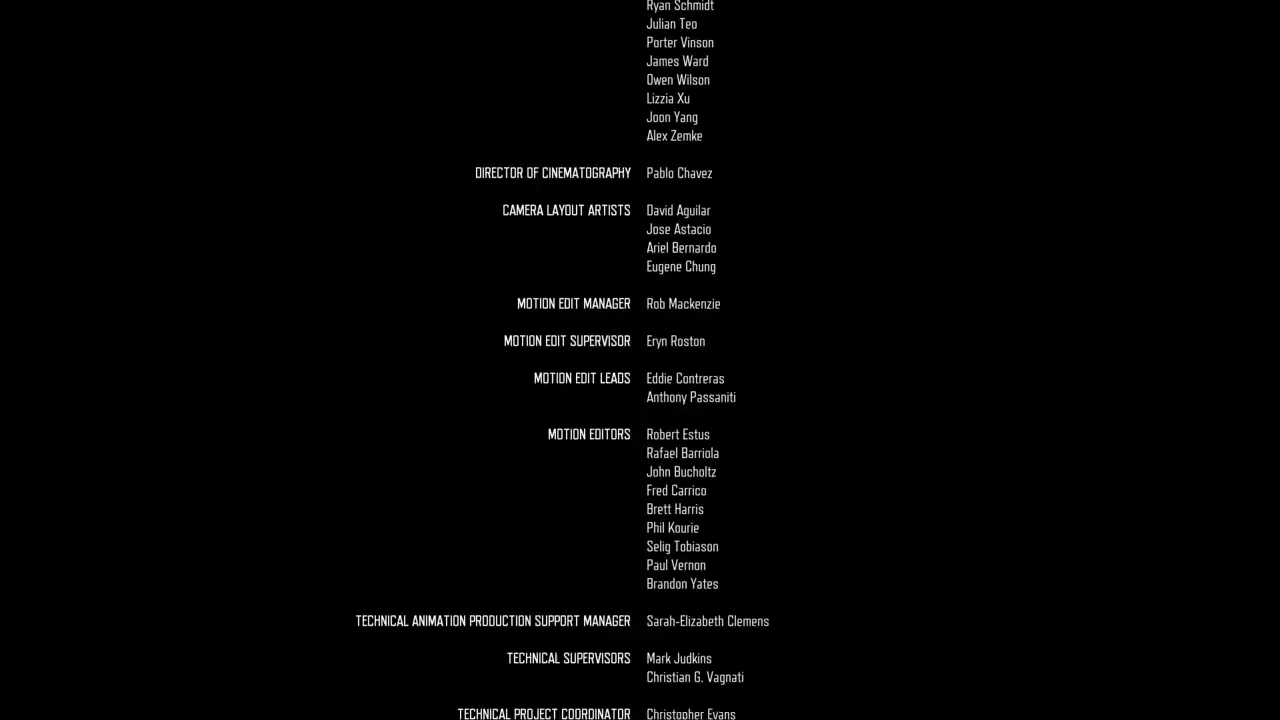 Ryan Schmidt
Julian Teo
Porter Vinson
James Ward
Owen Wilson
Lizzia Xu
Joon Yang
Alex Zemke
DIRECTOR OF CINEMATOGRAPHY Pablo Chavez
CAMERA LAYOUT ARTISTS David Aguilar
Jose Astacio
Ariel Bernardo
Eugene Chung
MOTION EDIT MANAGER Rob Mackenzie
MOTION EDIT SUPERVISOR Eryn Roston
MOTION EDIT LEADS Eddie Contreras
Anthony Passaniti
MOTION EDITORS Robert Estus
Rafael Barriola
John Bucholtz
Fred Carrico
Brett Harris
Phil Kourie
Selig Tobiason
Paul Vernon
Brandon Yates
TECHNICAL ANIMATION PRODUCTION SUPPORT MANAGER Sarah-Elizabeth Clemens
TECHNICAL SUPERVISORS Mark Judkins
Christian G. Vagnati
TECHNICAL PROJECT COORDINATOR Christopher Evans